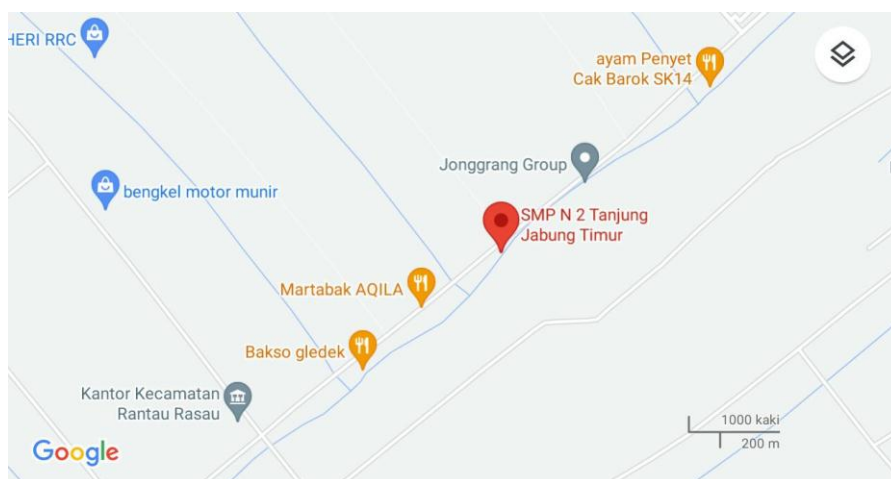 HERI RRC
ayam Penyet
Cak Barok SK14
Jonggrang Group
bengkel motor munir
SMP N 2 Tanjung
Jabung Timur
Martabak AQILA
Bakso gledek
Kantor Kecamatan
Rantau Rasau
1000 kaki
200 m
Google